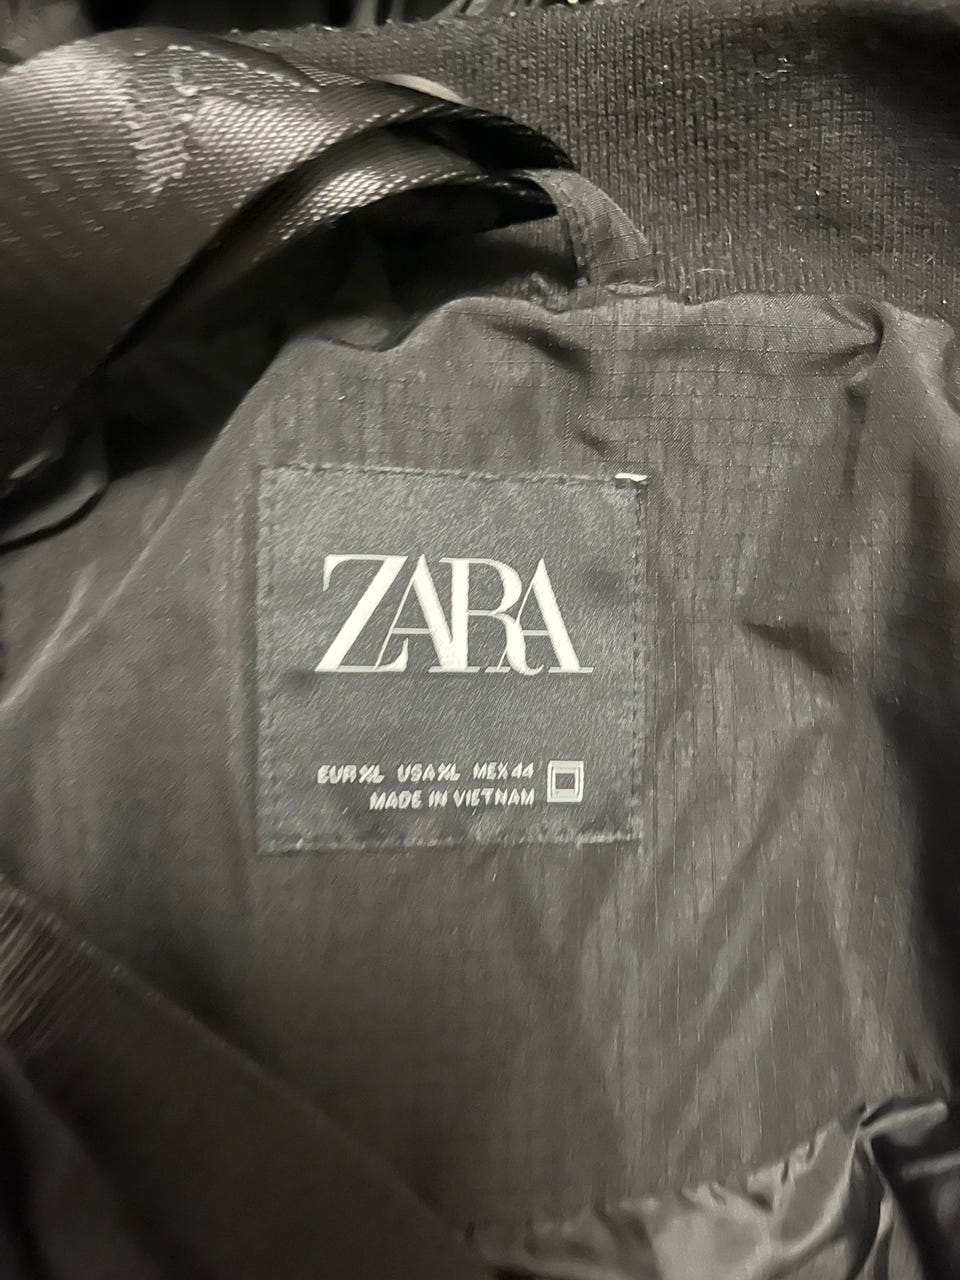 ZARA
EUR XL USA XL MEX 44
MADE IN VIETNAM